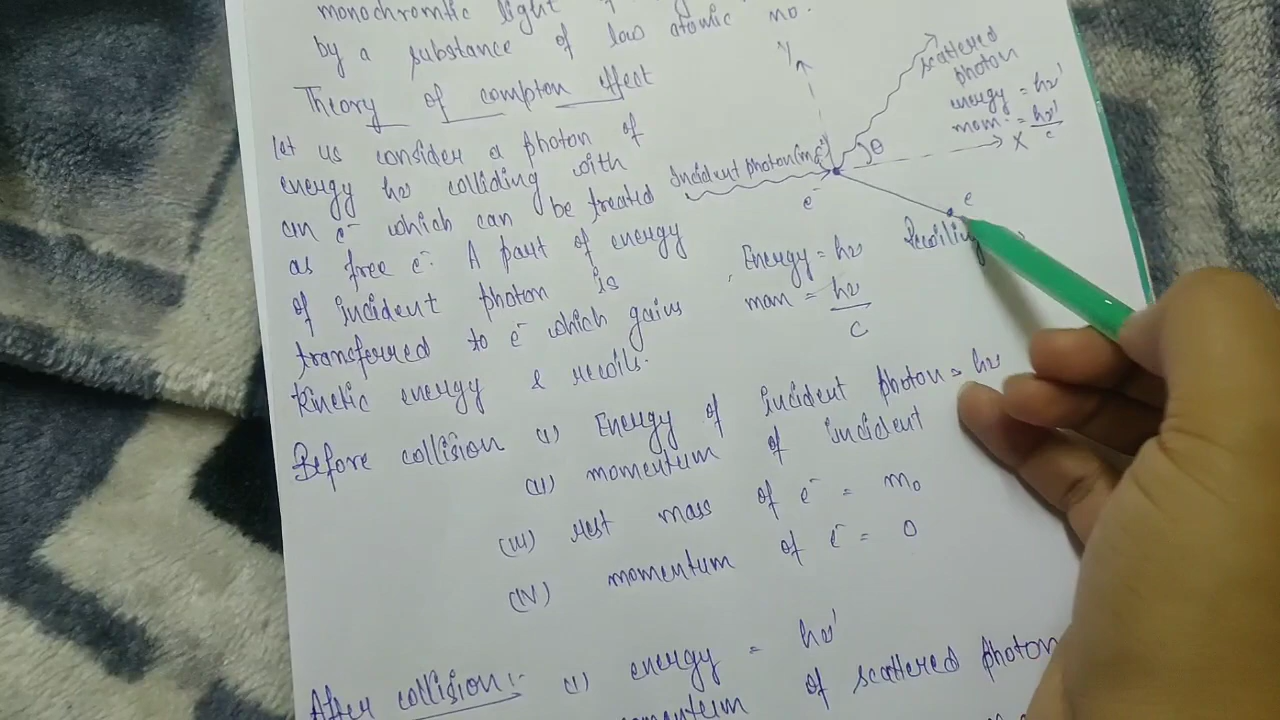 monochromtic light of
by a substance of low atomic no.
Theory of compton effect
let us consider a photon of
energy hν colliding with
an e⁻ which can be treated
as free e⁻. A part of energy
of incident photon is
transferred to e⁻ which gains
kinetic energy & recoils.
Y
scattered
photon
energy = hν'
mom. = hν'/c
X
θ
Incident photon
e⁻
e
Recoiling
Energy = hν
mom = hν/c
Before collision (i) Energy of incident photon = hν
(ii) momentum of incident
(iii) rest mass of e⁻ = m₀
(iv) momentum of e⁻ = 0
After collision:- (i) energy = hν'
momentum of scattered photon